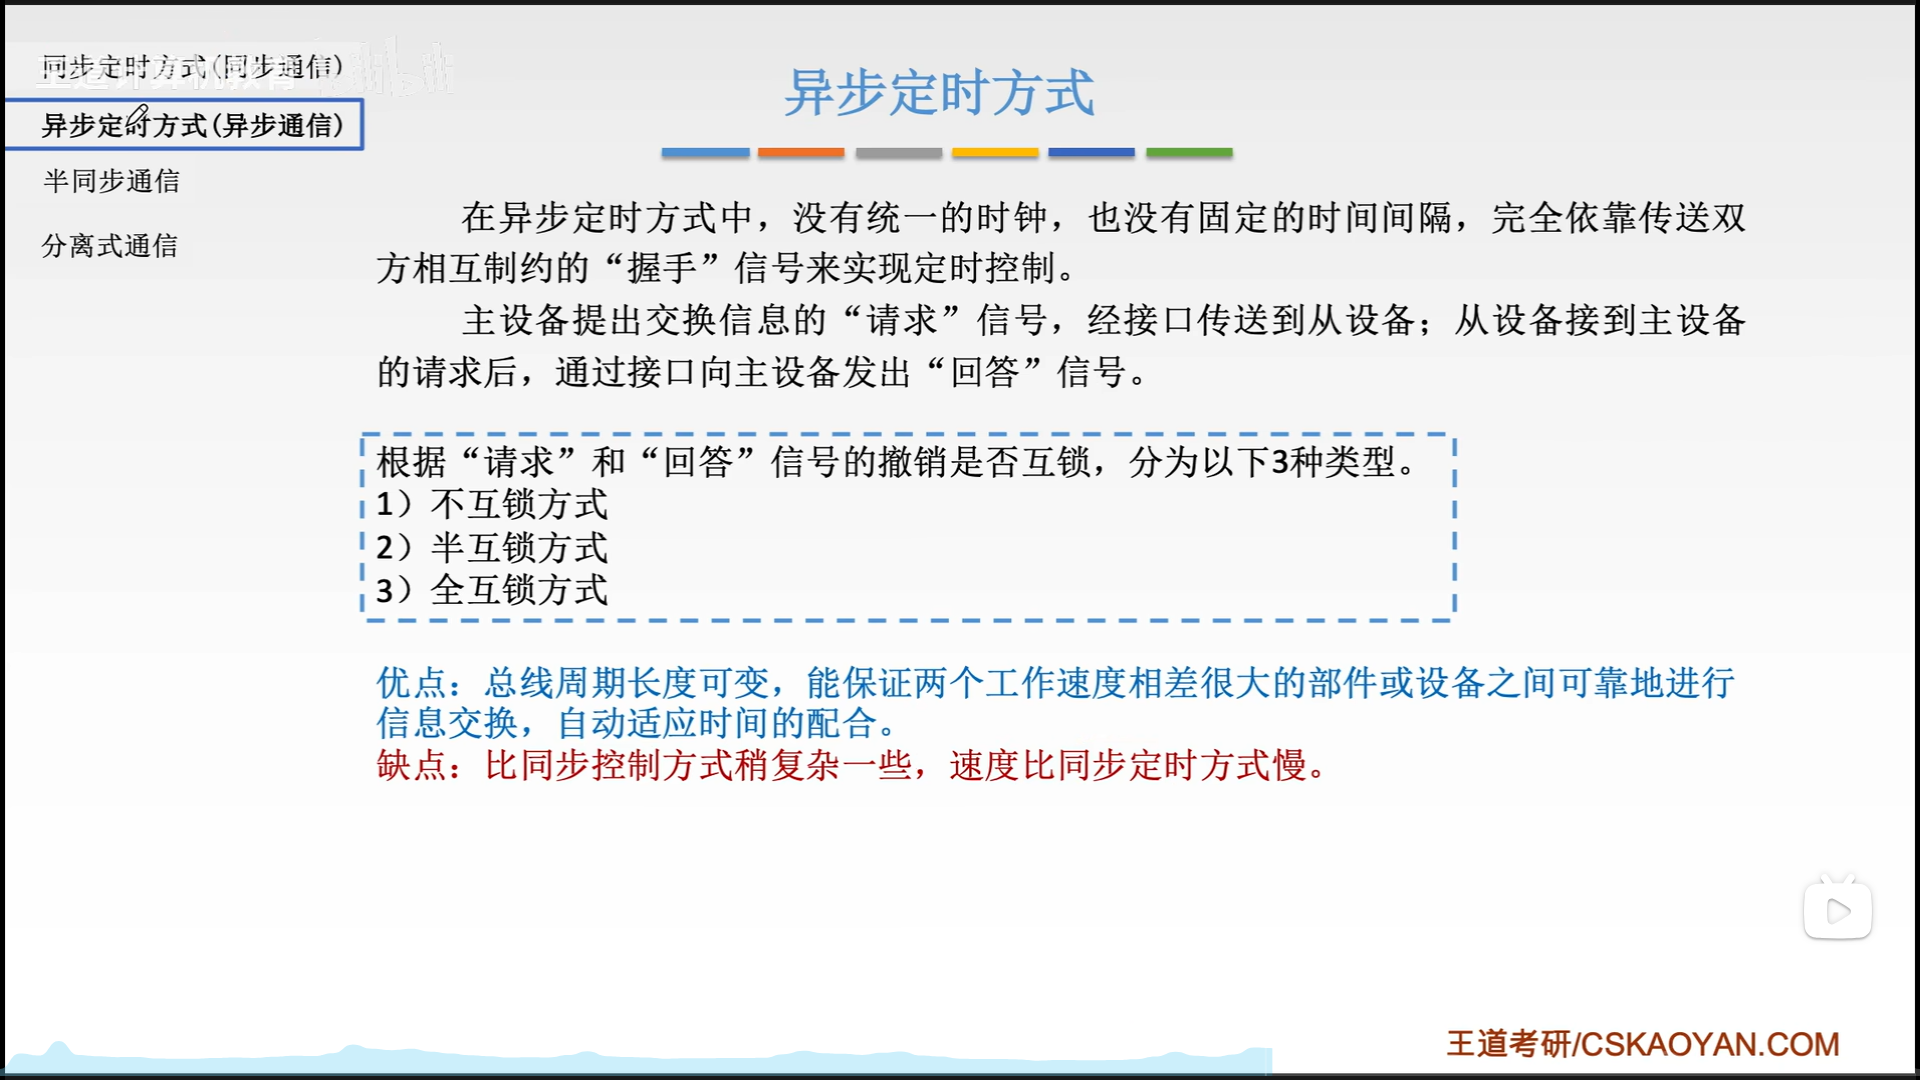 同步定时方式(同步通信)
王道计算机教育
异步定时方式(异步通信)
半同步通信
分离式通信
异步定时方式
在异步定时方式中，没有统一的时钟，也没有固定的时间间隔，完全依靠传送双
方相互制约的“握手”信号来实现定时控制。
主设备提出交换信息的“请求”信号，经接口传送到从设备；从设备接到主设备
的请求后，通过接口向主设备发出“回答”信号。
根据“请求”和“回答”信号的撤销是否互锁，分为以下3种类型。
1）不互锁方式
2）半互锁方式
3）全互锁方式
优点：总线周期长度可变，能保证两个工作速度相差很大的部件或设备之间可靠地进行
信息交换，自动适应时间的配合。
缺点：比同步控制方式稍复杂一些，速度比同步定时方式慢。
王道考研/CSKAOYAN.COM